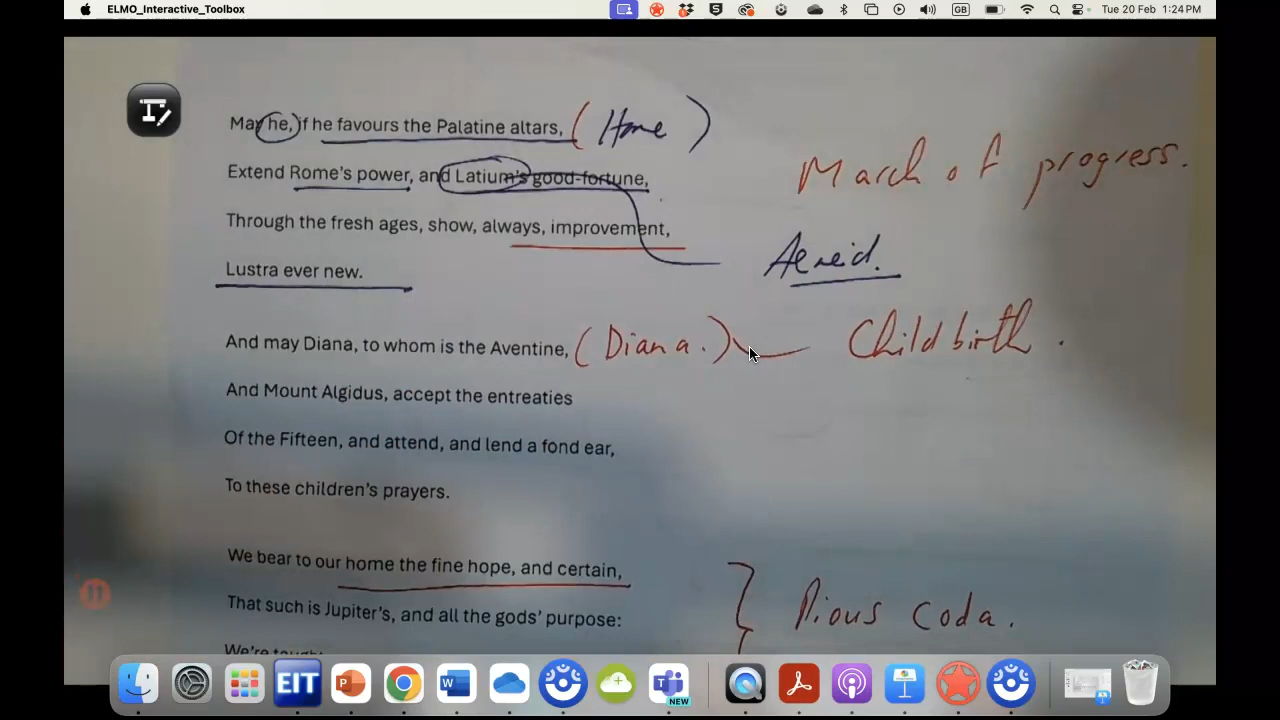 ELMO_Interactive_Toolbox GB Tue 20 Feb 1:24 PM
May he, if he favours the Palatine altars, (Home)
Extend Rome's power, and Latium's good-fortune, March of progress.
Through the fresh ages, show, always, improvement, Aeneid.
Lustra ever new.
And may Diana, to whom is the Aventine, (Diana.) Childbirth.
And Mount Algidus, accept the entreaties
Of the Fifteen, and attend, and lend a fond ear,
To these children's prayers.
We bear to our home the fine hope, and certain,
That such is Jupiter's, and all the gods' purpose: } Pious coda.
We're taught
EIT P W T NEW